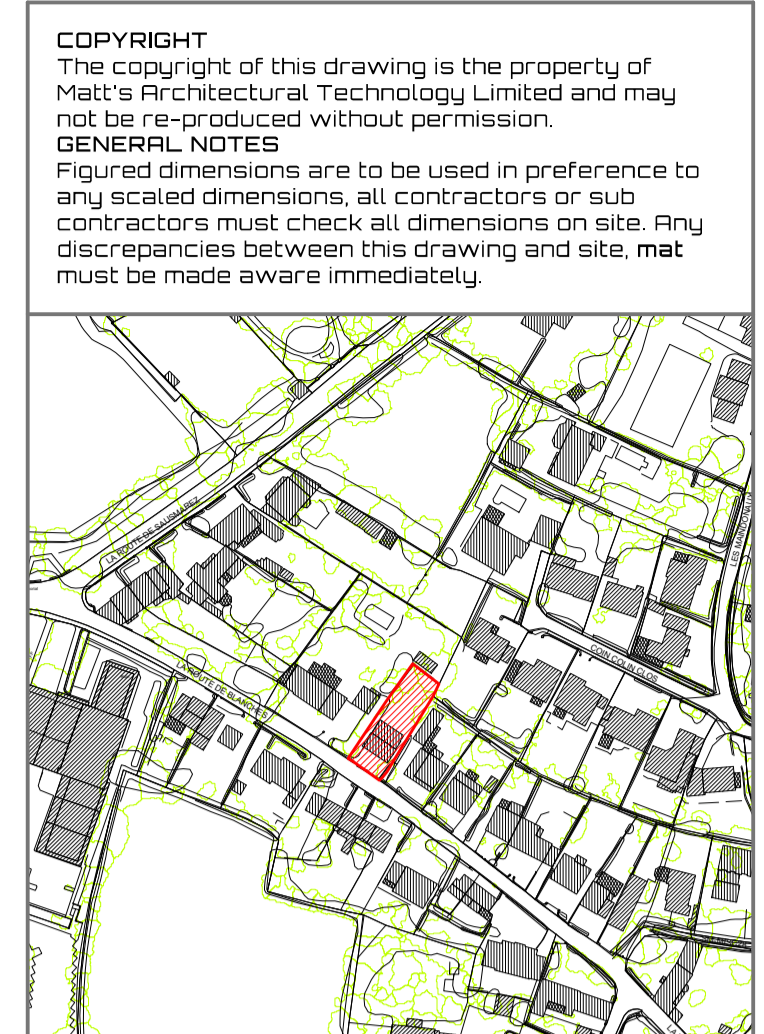 COPYRIGHT
The copyright of this drawing is the property of
Matt's Architectural Technology Limited and may
not be re-produced without permission.
GENERAL NOTES
Figured dimensions are to be used in preference to
any scaled dimensions, all contractors or sub
contractors must check all dimensions on site. Any
discrepancies between this drawing and site, mat
must be made aware immediately.
LA ROUTE DE SAUSMAREZ
LES MAINDONAUX
COIN COLIN CLOS
LA ROUTE DE BLANCHES
LA